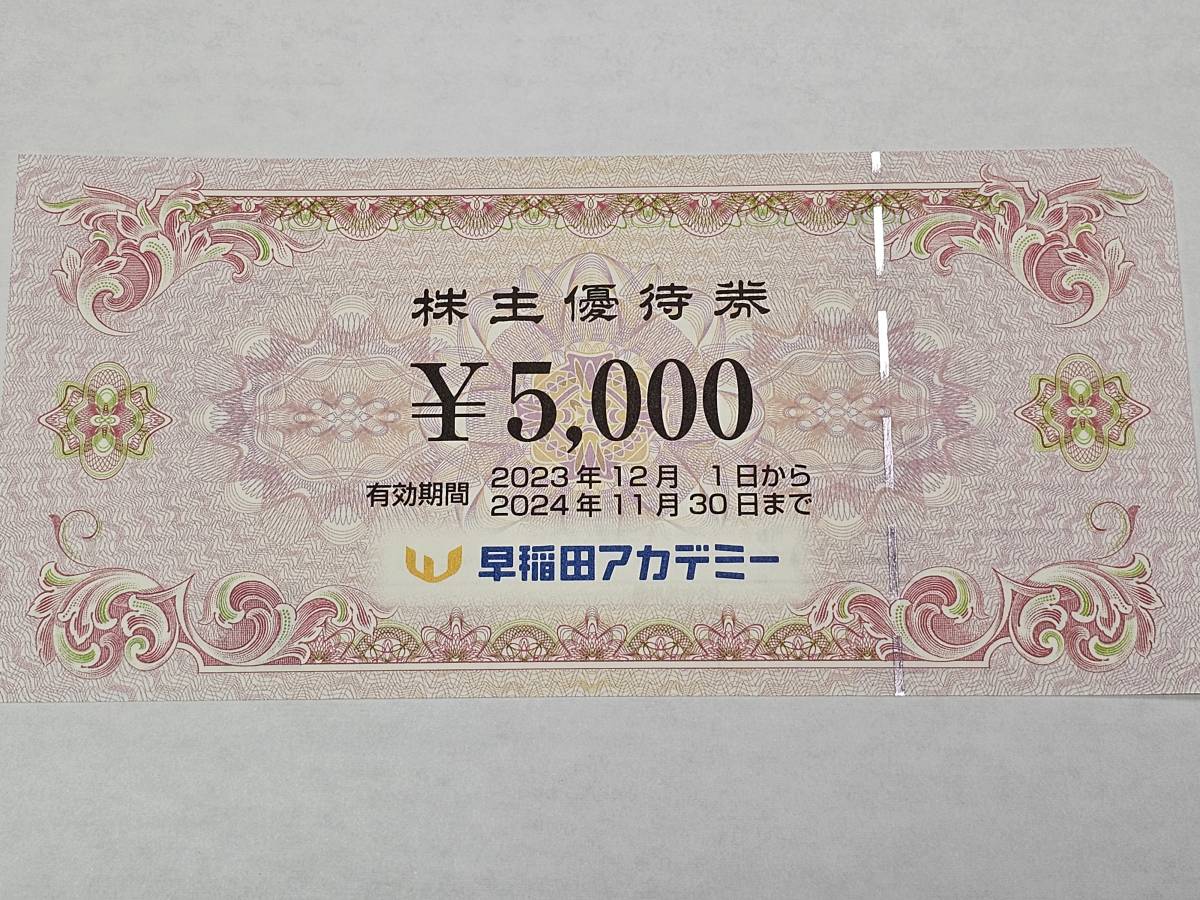 株主優待券
¥5,000
有効期間
2023年12月 1日から
2024年11月30日まで
早稲田アカデミー